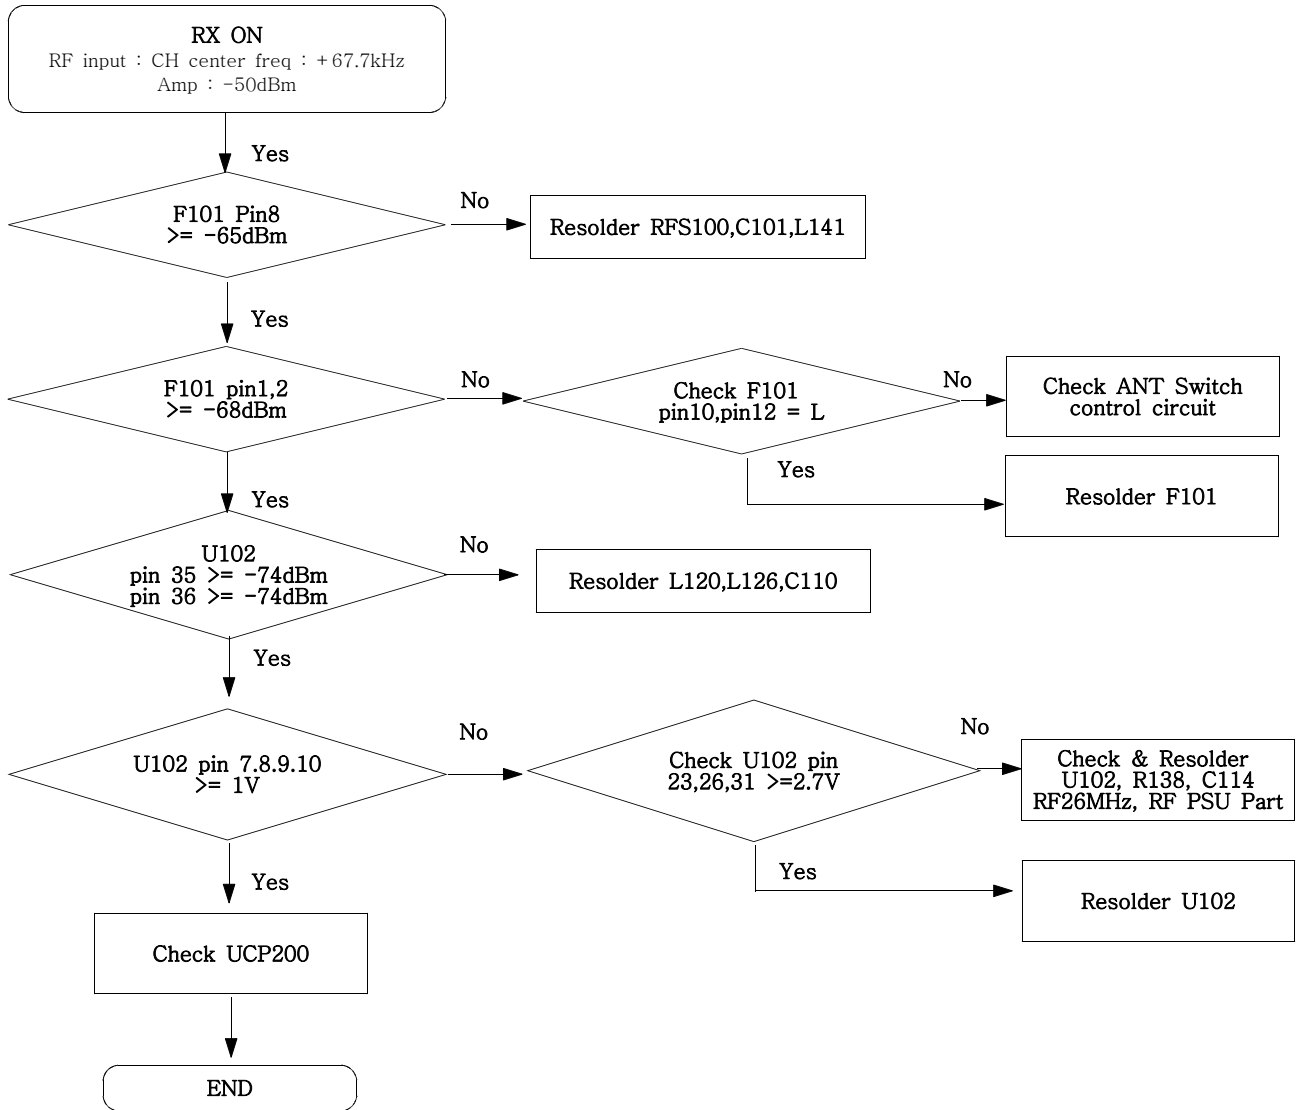 RX ON
RF input : CH center freq : +67.7kHz
Amp : -50dBm
Yes
F101 Pin8
>= -65dBm
No
Resolder RFS100,C101,L141
Yes
F101 pin1,2
>= -68dBm
No
Check F101
pin10,pin12 = L
No
Check ANT Switch
control circuit
Yes
Resolder F101
Yes
U102
pin 35 >= -74dBm
pin 36 >= -74dBm
No
Resolder L120,L126,C110
Yes
U102 pin 7.8.9.10
>= 1V
No
Check U102 pin
23,26,31 >=2.7V
No
Check & Resolder
U102, R138, C114
RF26MHz, RF PSU Part
Yes
Resolder U102
Yes
Check UCP200
END